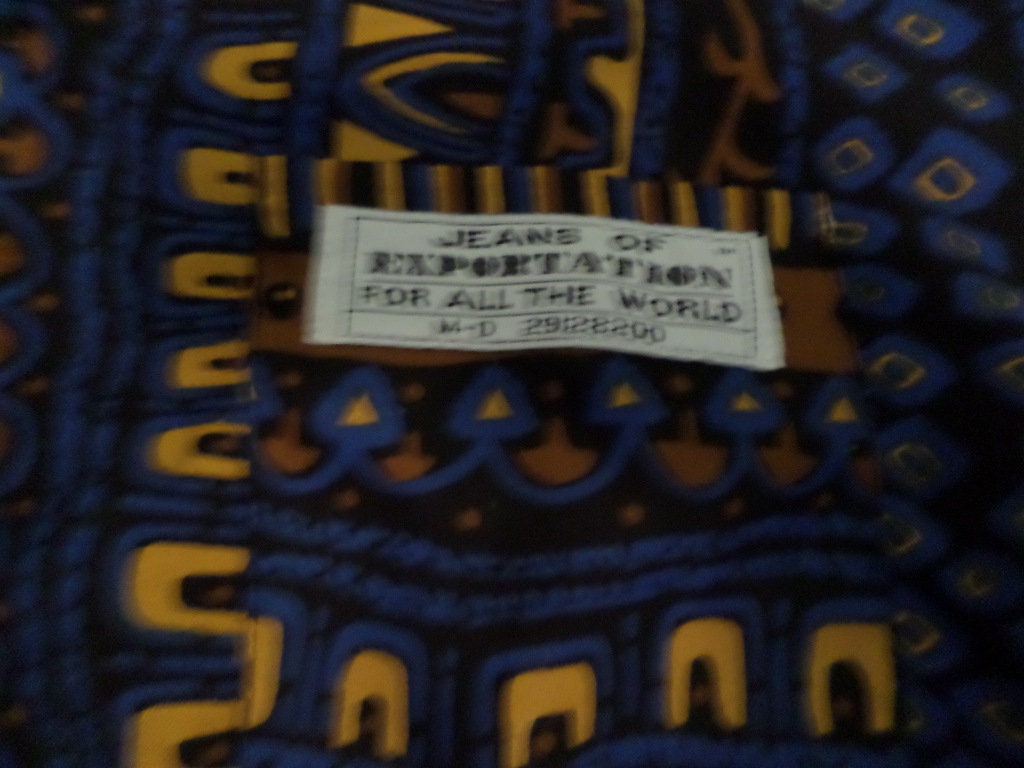 JEANS OF
EXPORTATION
FOR ALL THE WORLD
M-D 29128200